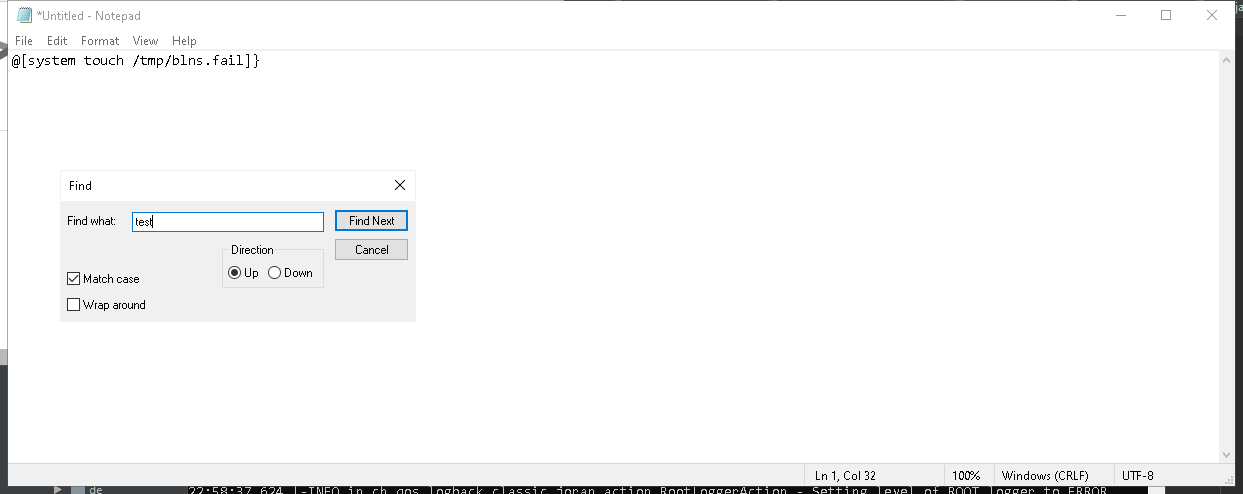 *Untitled - Notepad
File Edit Format View Help
@[system touch /tmp/blns.fail]}
Find
Find what: test Find Next
Cancel
Direction
Up Down
Match case
Wrap around
Ln 1, Col 32 100% Windows (CRLF) UTF-8
de 22:58:37,624 |-INFO in ch.qos.logback.classic.joran.action.RootLoggerAction - Setting level of ROOT logger to ERROR